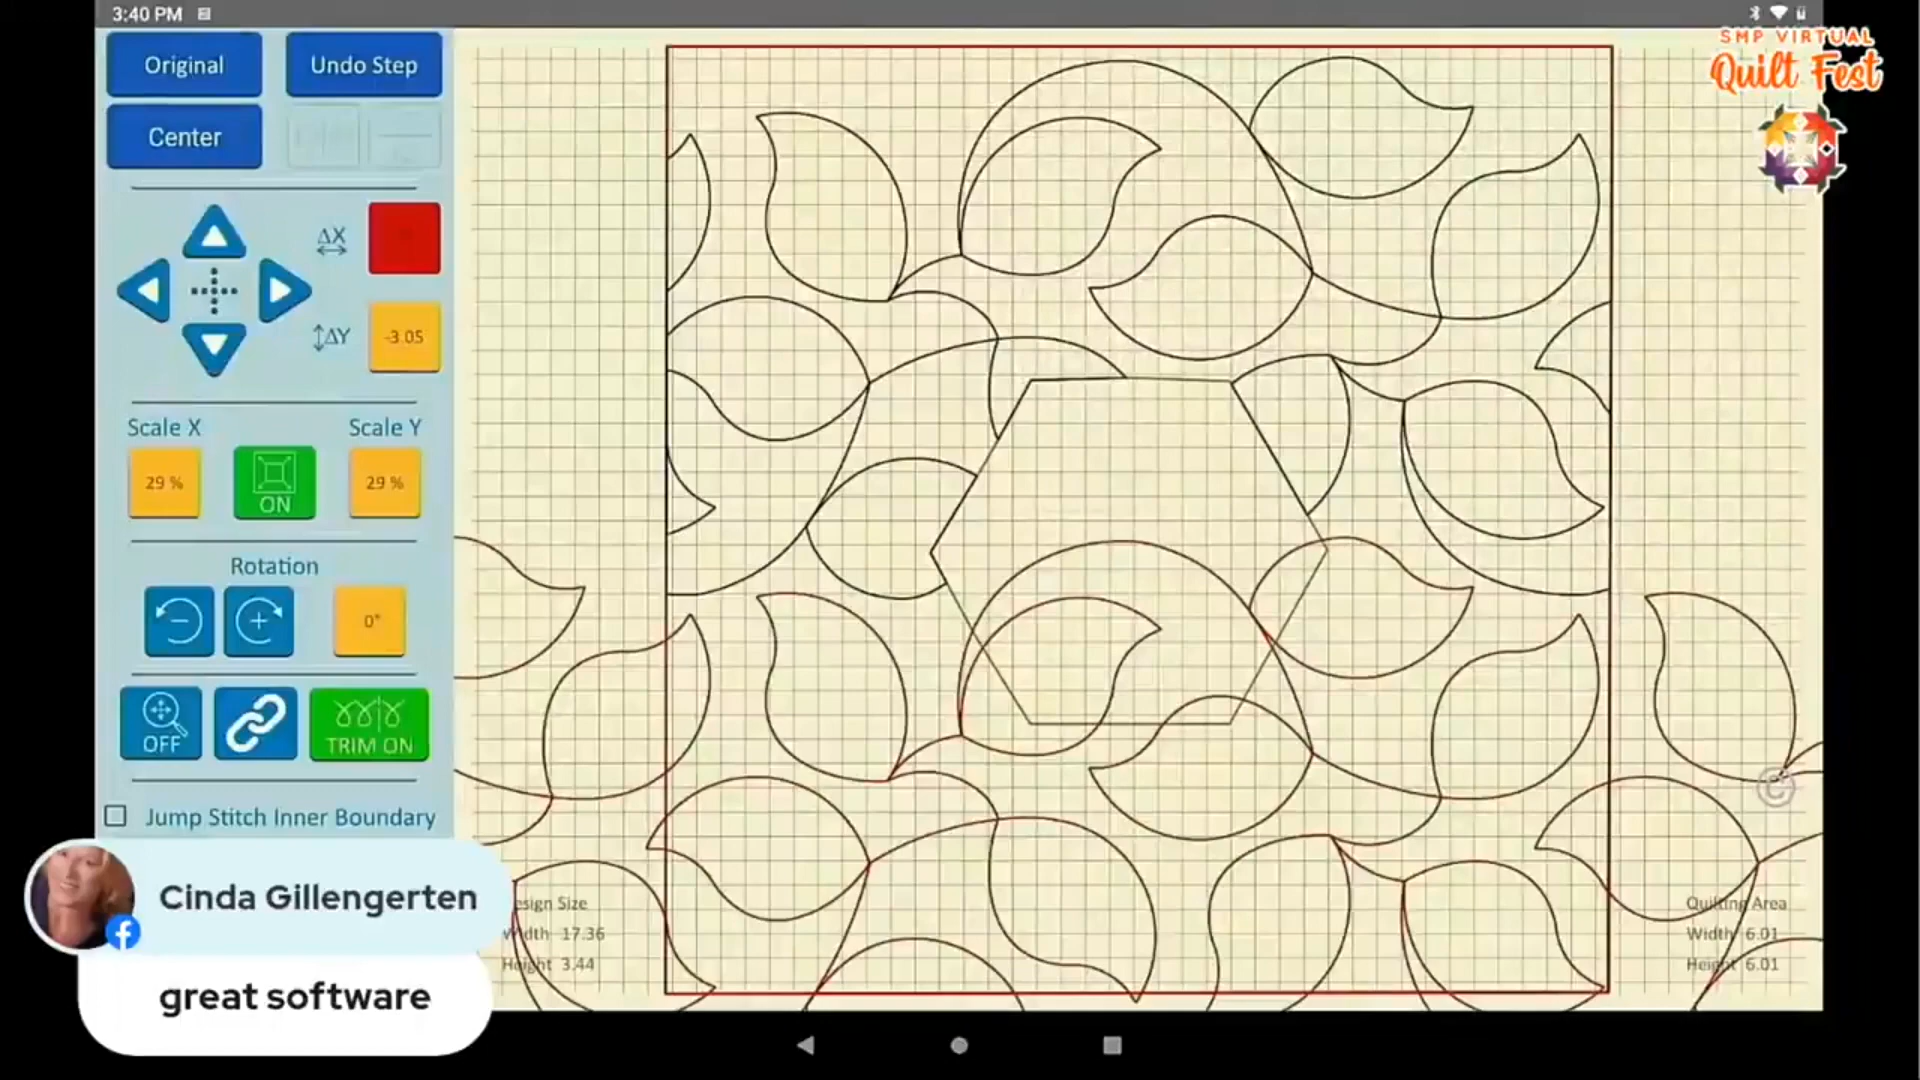 3:40 PM
SMP VIRTUAL
Quilt Fest
Original
Undo Step
Center
ΔX
ΔY
-3.05
Scale X
Scale Y
29 %
ON
29 %
Rotation
0°
OFF
TRIM ON
Jump Stitch Inner Boundary
Cinda Gillengerten
great software
esign Size
Width 17.36
Height 3.44
Quilting Area
Width 6.01
Height 6.01